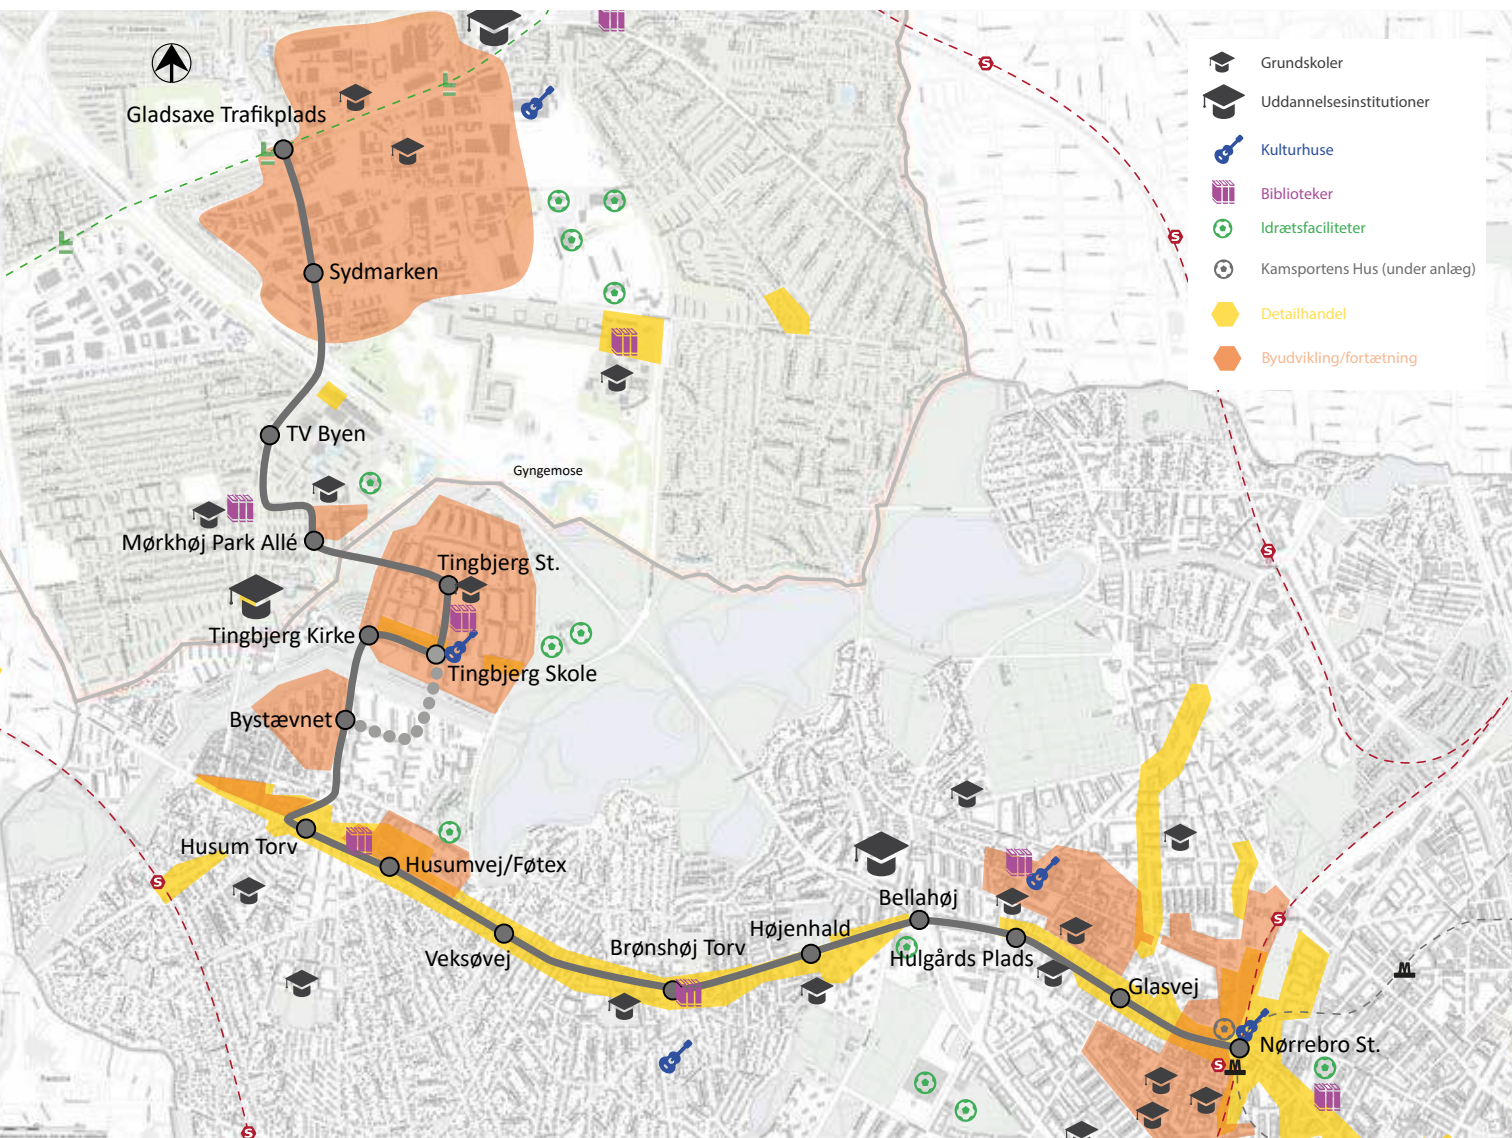 Gladsaxe Trafikplads
Sydmarken
TV Byen
Gyngemose
Mørkhøj Park Allé
Tingbjerg St.
Tingbjerg Kirke
Tingbjerg Skole
Bystævnet
Husum Torv
Husumvej/Føtex
Veksøvej
Brønshøj Torv
Højenhald
Bellahøj
Hulgårds Plads
Glasvej
Nørrebro St.
Grundskoler
Uddannelsesinstitutioner
Kulturhuse
Biblioteker
Idrætsfaciliteter
Kamsportens Hus (under anlæg)
Detailhandel
Byudvikling/fortætning
L
L
L
S
S
S
S
S
S
S
M
M